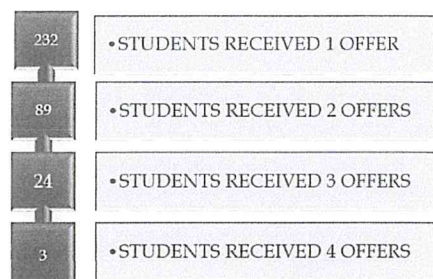 232
• STUDENTS RECEIVED 1 OFFER
89
• STUDENTS RECEIVED 2 OFFERS
24
• STUDENTS RECEIVED 3 OFFERS
3
• STUDENTS RECEIVED 4 OFFERS